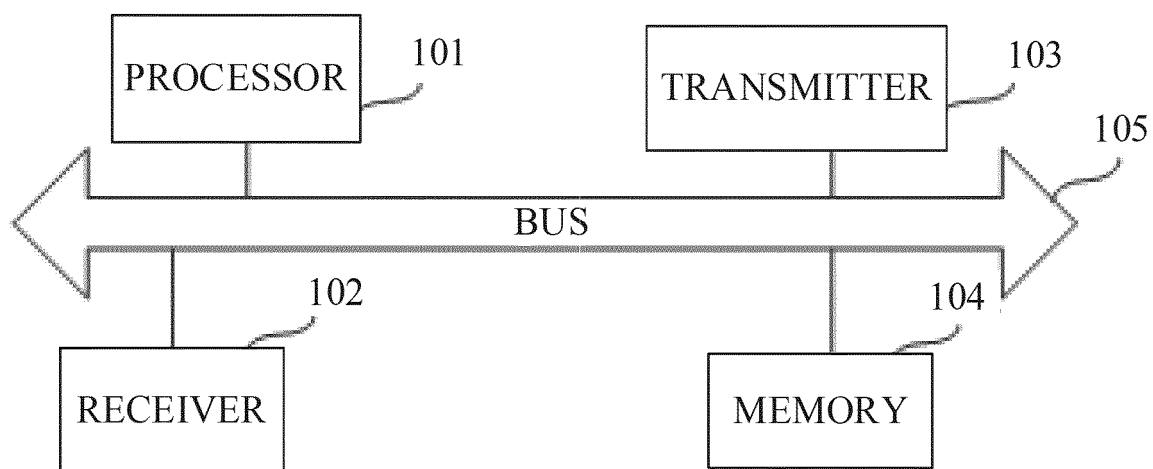 PROCESSOR
101
TRANSMITTER
103
105
BUS
102
RECEIVER
104
MEMORY